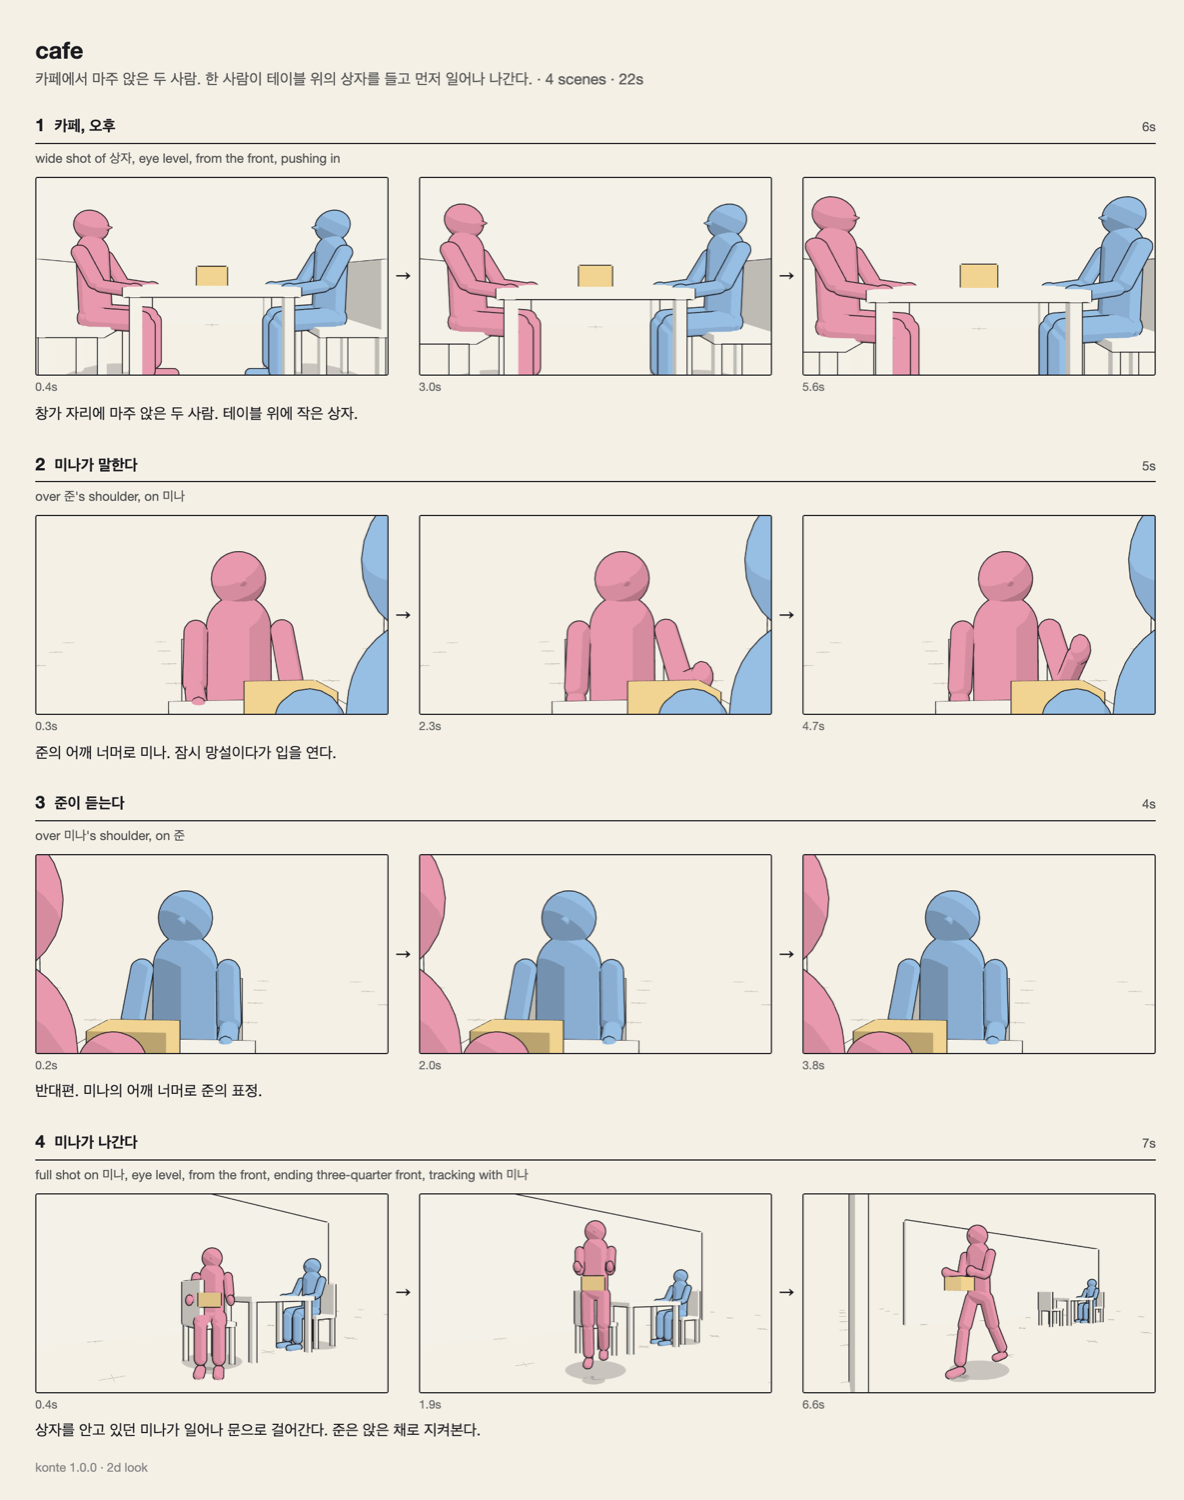 cafe
카페에서 마주 앉은 두 사람. 한 사람이 테이블 위의 상자를 들고 먼저 일어나 나간다. · 4 scenes · 22s
1 카페, 오후 6s
wide shot of 상자, eye level, from the front, pushing in
→ →
0.4s 3.0s 5.6s
창가 자리에 마주 앉은 두 사람. 테이블 위에 작은 상자.
2 미나가 말한다 5s
over 준's shoulder, on 미나
→ →
0.3s 2.3s 4.7s
준의 어깨 너머로 미나. 잠시 망설이다가 입을 연다.
3 준이 듣는다 4s
over 미나's shoulder, on 준
→ →
0.2s 2.0s 3.8s
반대편. 미나의 어깨 너머로 준의 표정.
4 미나가 나간다 7s
full shot on 미나, eye level, from the front, ending three-quarter front, tracking with 미나
→ →
0.4s 1.9s 6.6s
상자를 안고 있던 미나가 일어나 문으로 걸어간다. 준은 앉은 채로 지켜본다.
konte 1.0.0 · 2d look